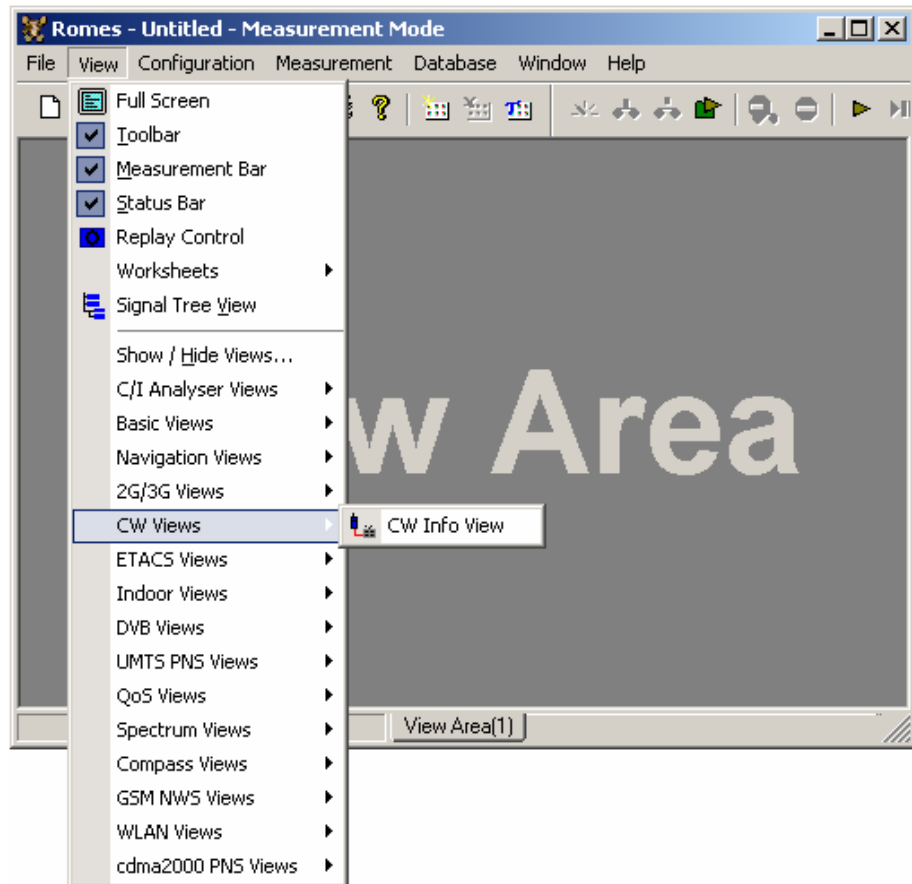 Romes - Untitled - Measurement Mode
File View Configuration Measurement Database Window Help
Full Screen
Toolbar
Measurement Bar
Status Bar
Replay Control
Worksheets
Signal Tree View
Show / Hide Views...
C/I Analyser Views
Basic Views
Navigation Views
2G/3G Views
CW Views
CW Info View
ETACS Views
Indoor Views
DVB Views
UMTS PNS Views
QoS Views
Spectrum Views
Compass Views
GSM NWS Views
WLAN Views
cdma2000 PNS Views
w Area
View Area(1)